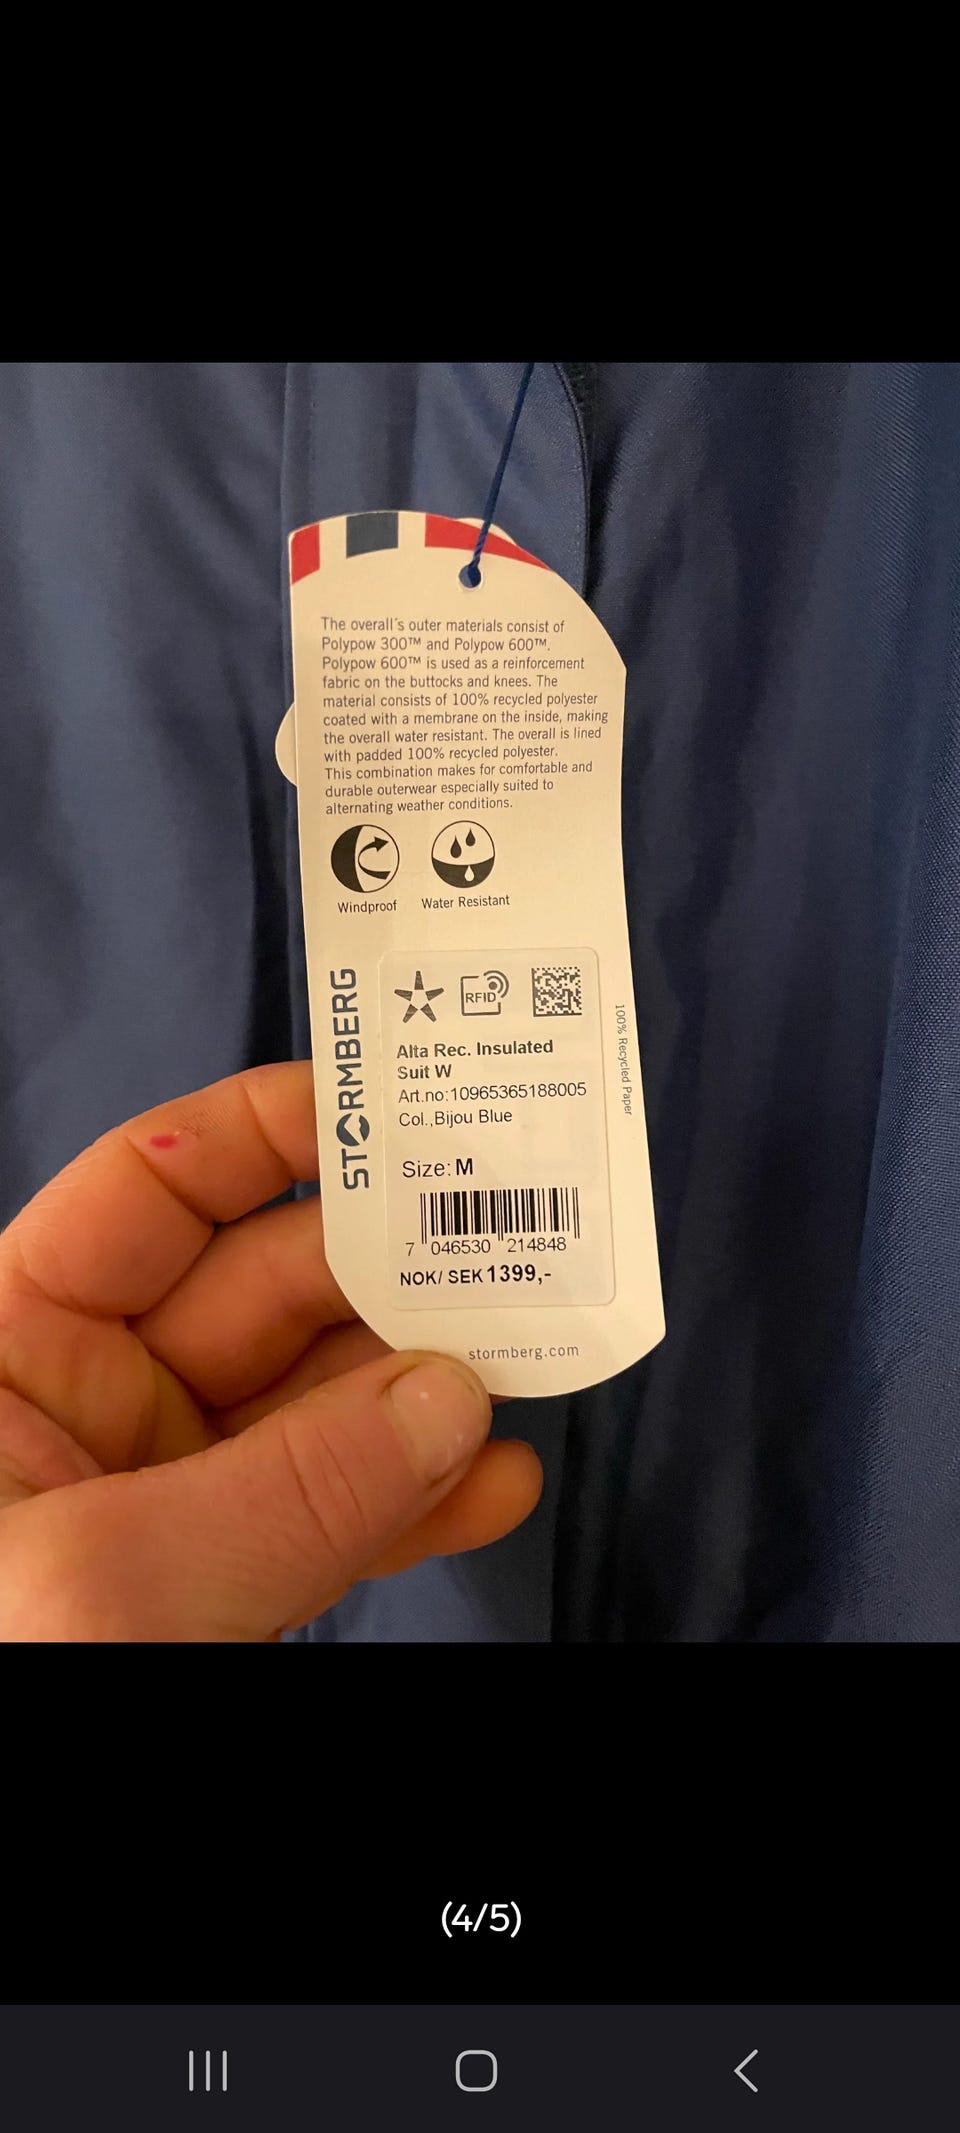 The overall´s outer materials consist of
Polypow 300™ and Polypow 600™.
Polypow 600™ is used as a reinforcement
fabric on the buttocks and knees. The
material consists of 100% recycled polyester
coated with a membrane on the inside, making
the overall water resistant. The overall is lined
with padded 100% recycled polyester.
This combination makes for comfortable and
durable outerwear especially suited to
alternating weather conditions.
Windproof
Water Resistant
STORMBERG
RFID
Alta Rec. Insulated
Suit W
Art.no:10965365188005
Col.,Bijou Blue
Size: M
7 046530 214848
NOK/ SEK 1399,-
100% Recycled Paper
stormberg.com
(4/5)